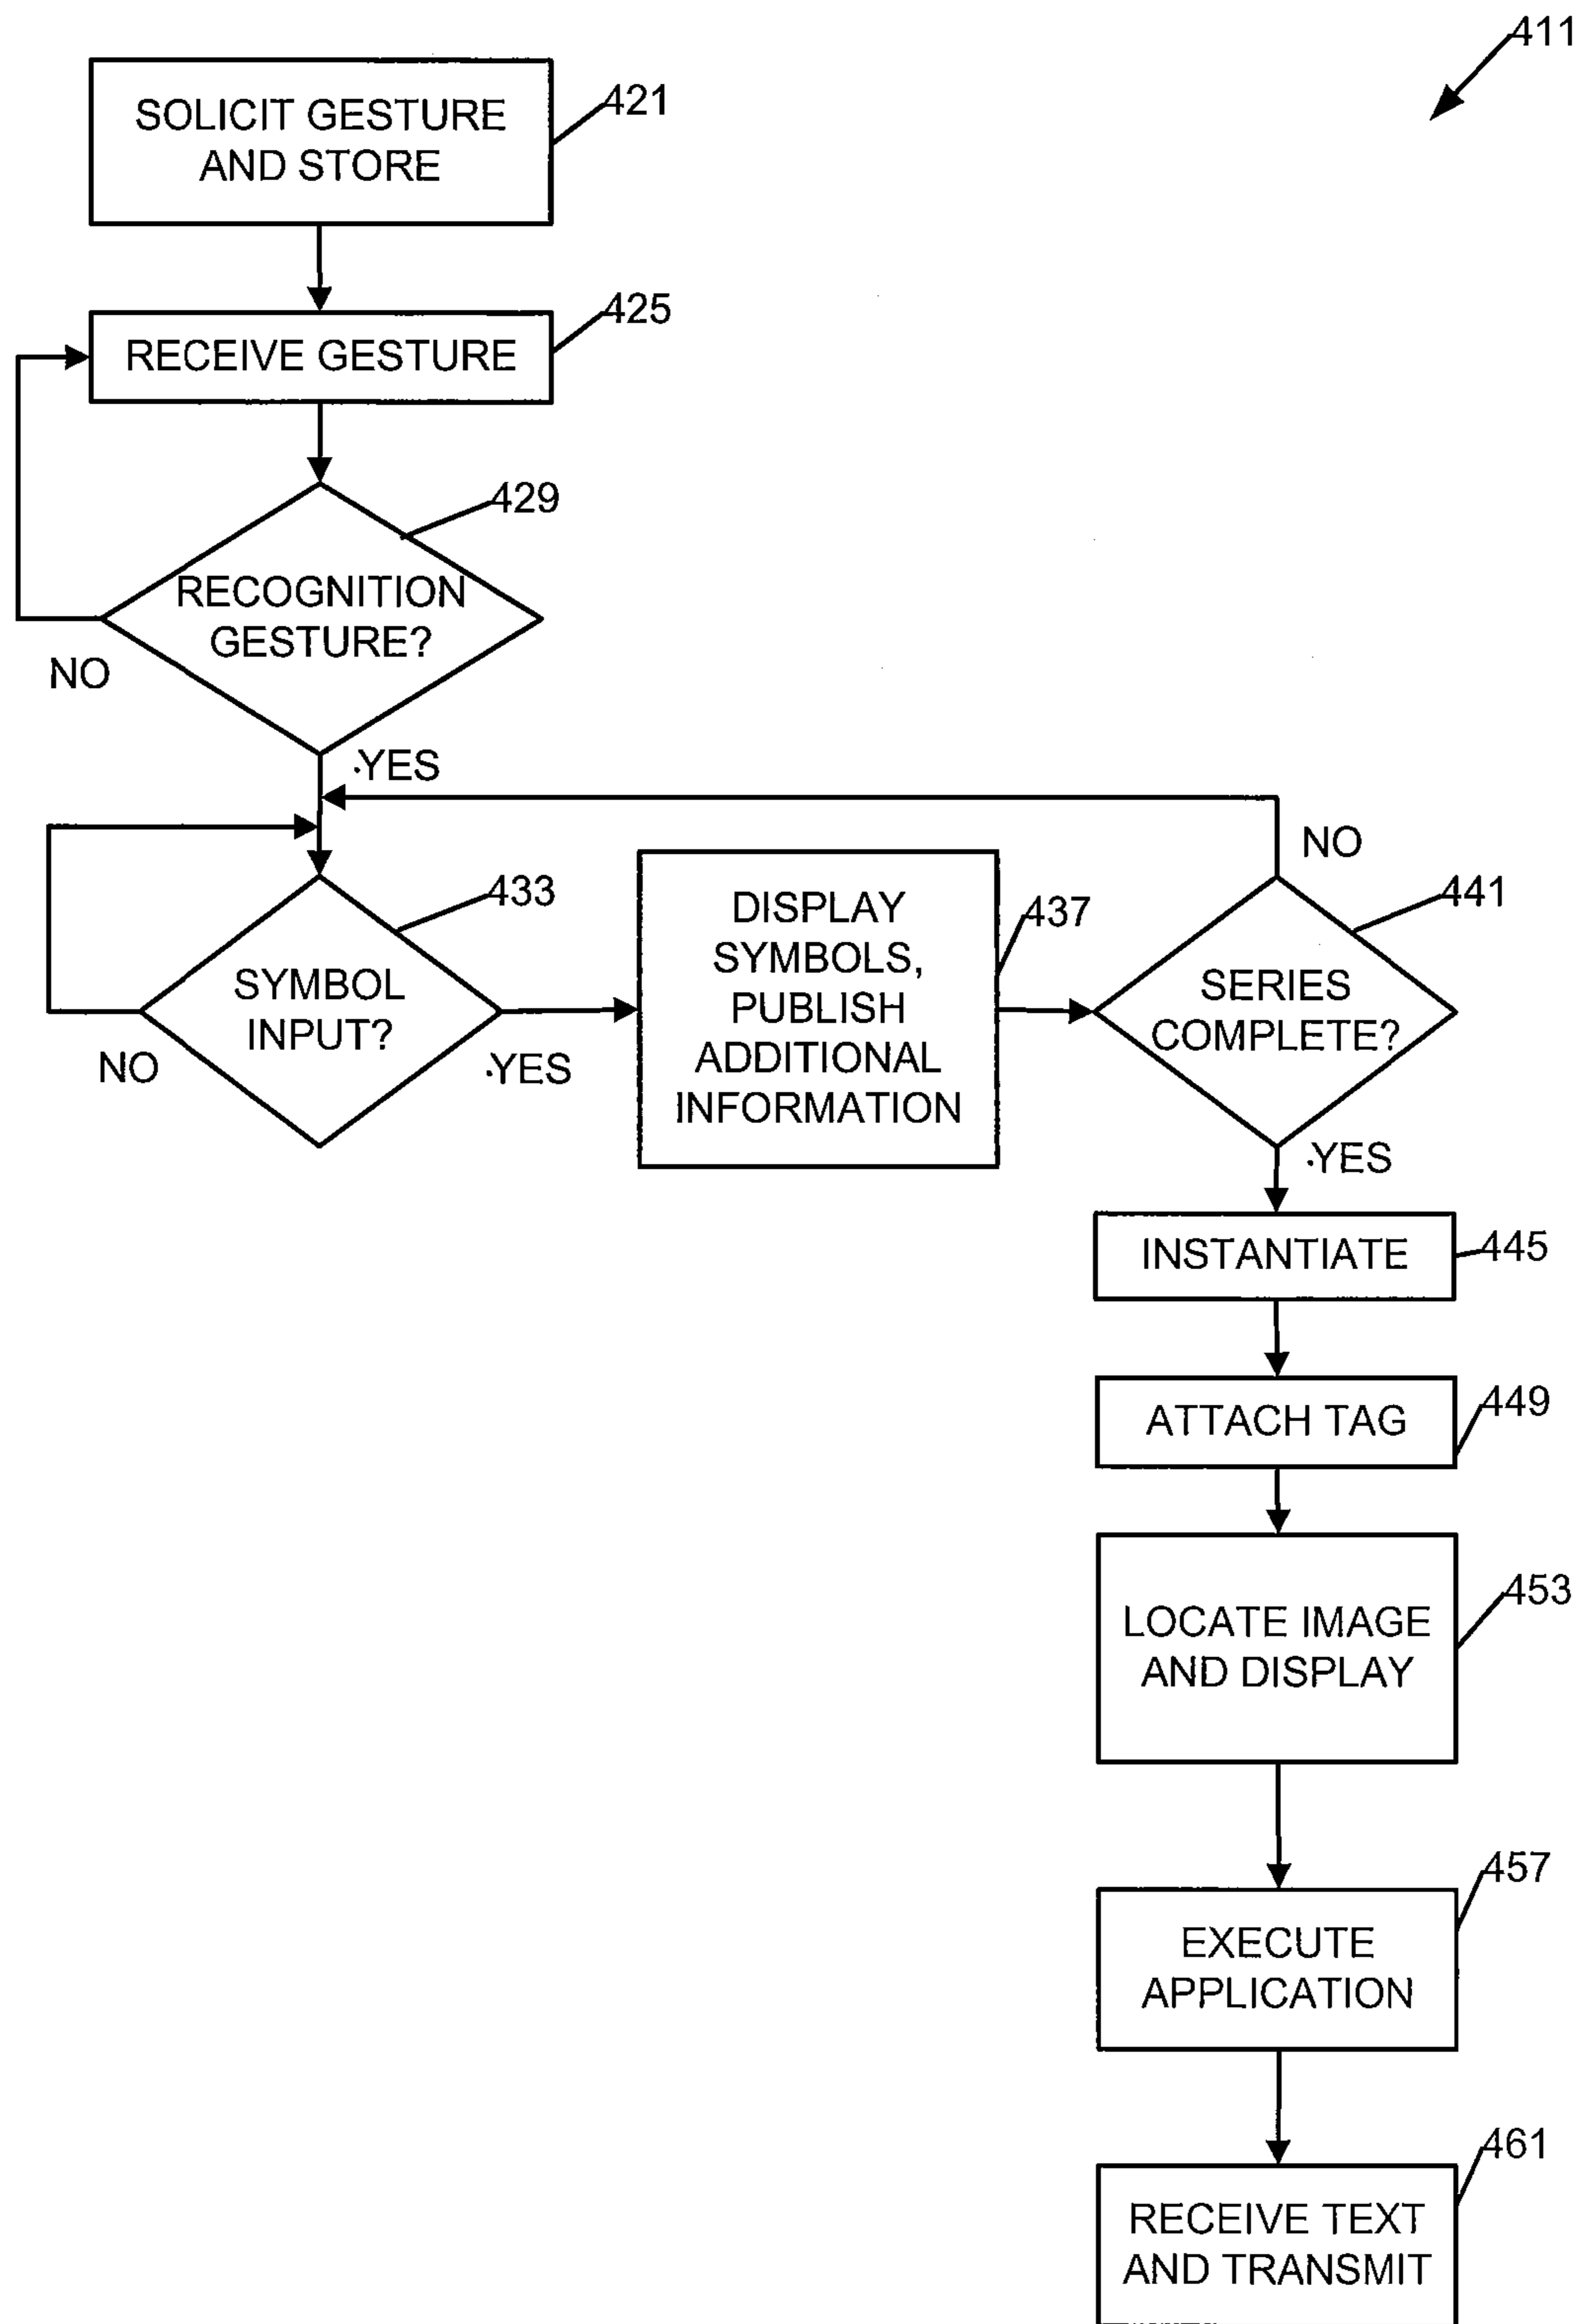 411
SOLICIT GESTURE
AND STORE
421
RECEIVE GESTURE
425
RECOGNITION
GESTURE?
429
NO
YES
SYMBOL
INPUT?
433
NO
YES
DISPLAY
SYMBOLS,
PUBLISH
ADDITIONAL
INFORMATION
437
SERIES
COMPLETE?
441
NO
YES
INSTANTIATE
445
ATTACH TAG
449
LOCATE IMAGE
AND DISPLAY
453
EXECUTE
APPLICATION
457
RECEIVE TEXT
AND TRANSMIT
461